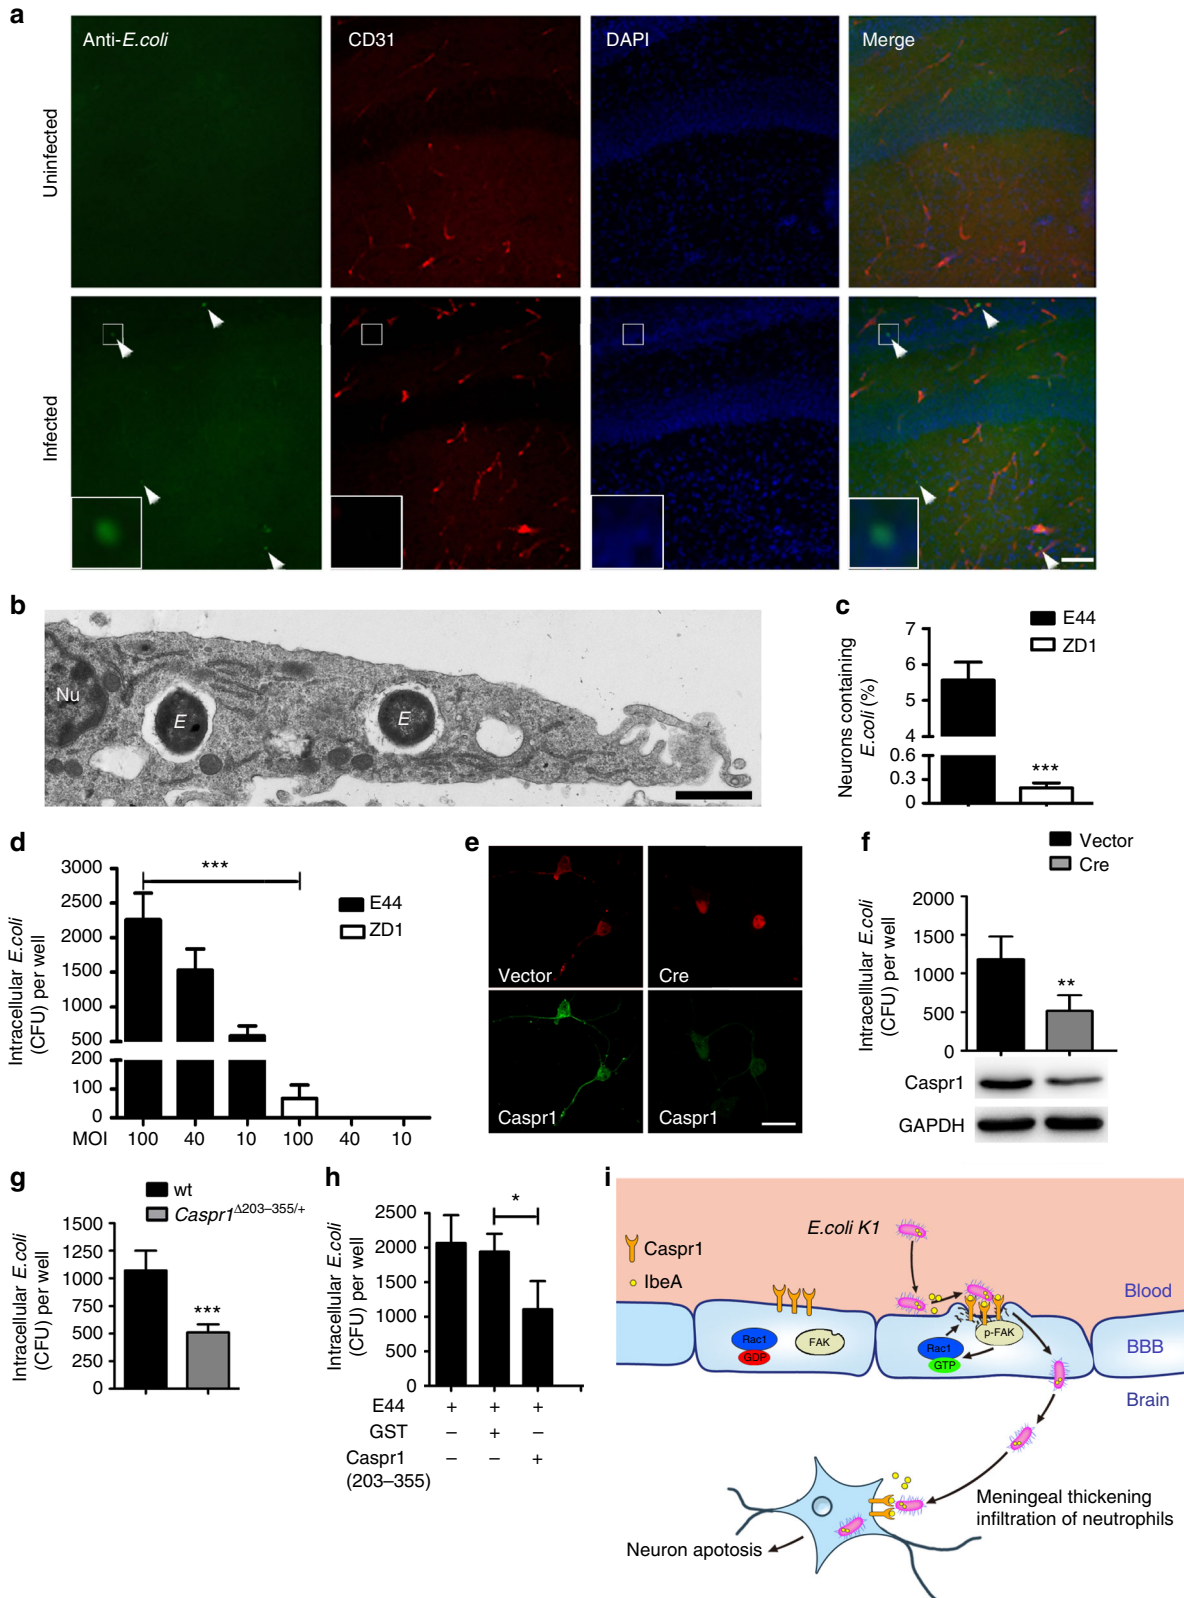 a
Anti-E.coli
CD31
DAPI
Merge
Uninfected
Infected
b
Nu
E
E
c
E44
ZD1
Neurons containing
E.coli (%)
7
6
5
4
0.6
0.3
0
***
d
Intracellular E.coli
(CFU) per well
3000
2500
2000
1500
1000
500
200
100
0
***
E44
ZD1
MOI 100 40 10 100 40 10
e
Vector
Cre
Caspr1
Caspr1
f
Vector
Cre
Intracelllular E.coli
(CFU) per well
2000
1500
1000
500
0
**
Caspr1
GAPDH
g
wt
Caspr1Δ203–355/+
Intracellular E.coli
(CFU) per well
1500
1250
1000
750
500
250
0
***
h
Intracellular E.coli
(CFU) per well
2500
2000
1500
1000
500
0
*
E44 + + +
GST – + –
Caspr1 – – +
(203–355)
i
E.coli K1
Caspr1
IbeA
Blood
Rac1
GDP
FAK
Rac1
GTP
p-FAK
BBB
Brain
Meningeal thickening
infiltration of neutrophils
Neuron apotosis